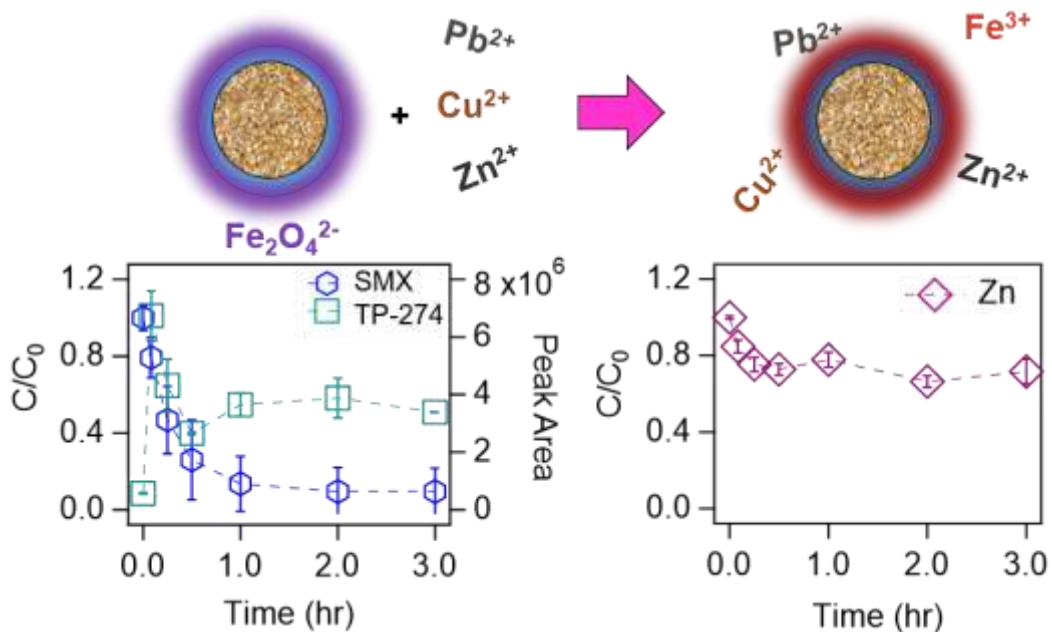 Pb²⁺
+ Cu²⁺
Zn²⁺
Fe₂O₄²⁻
Pb²⁺
Fe³⁺
Cu²⁺
Zn²⁺
SMX
TP-274
C/C₀
1.2
0.8
0.4
0.0
8 x10⁶
6
4
2
0
Peak Area
0.0 1.0 2.0 3.0
Time (hr)
Zn
C/C₀
1.2
0.8
0.4
0.0
0.0 1.0 2.0 3.0
Time (hr)